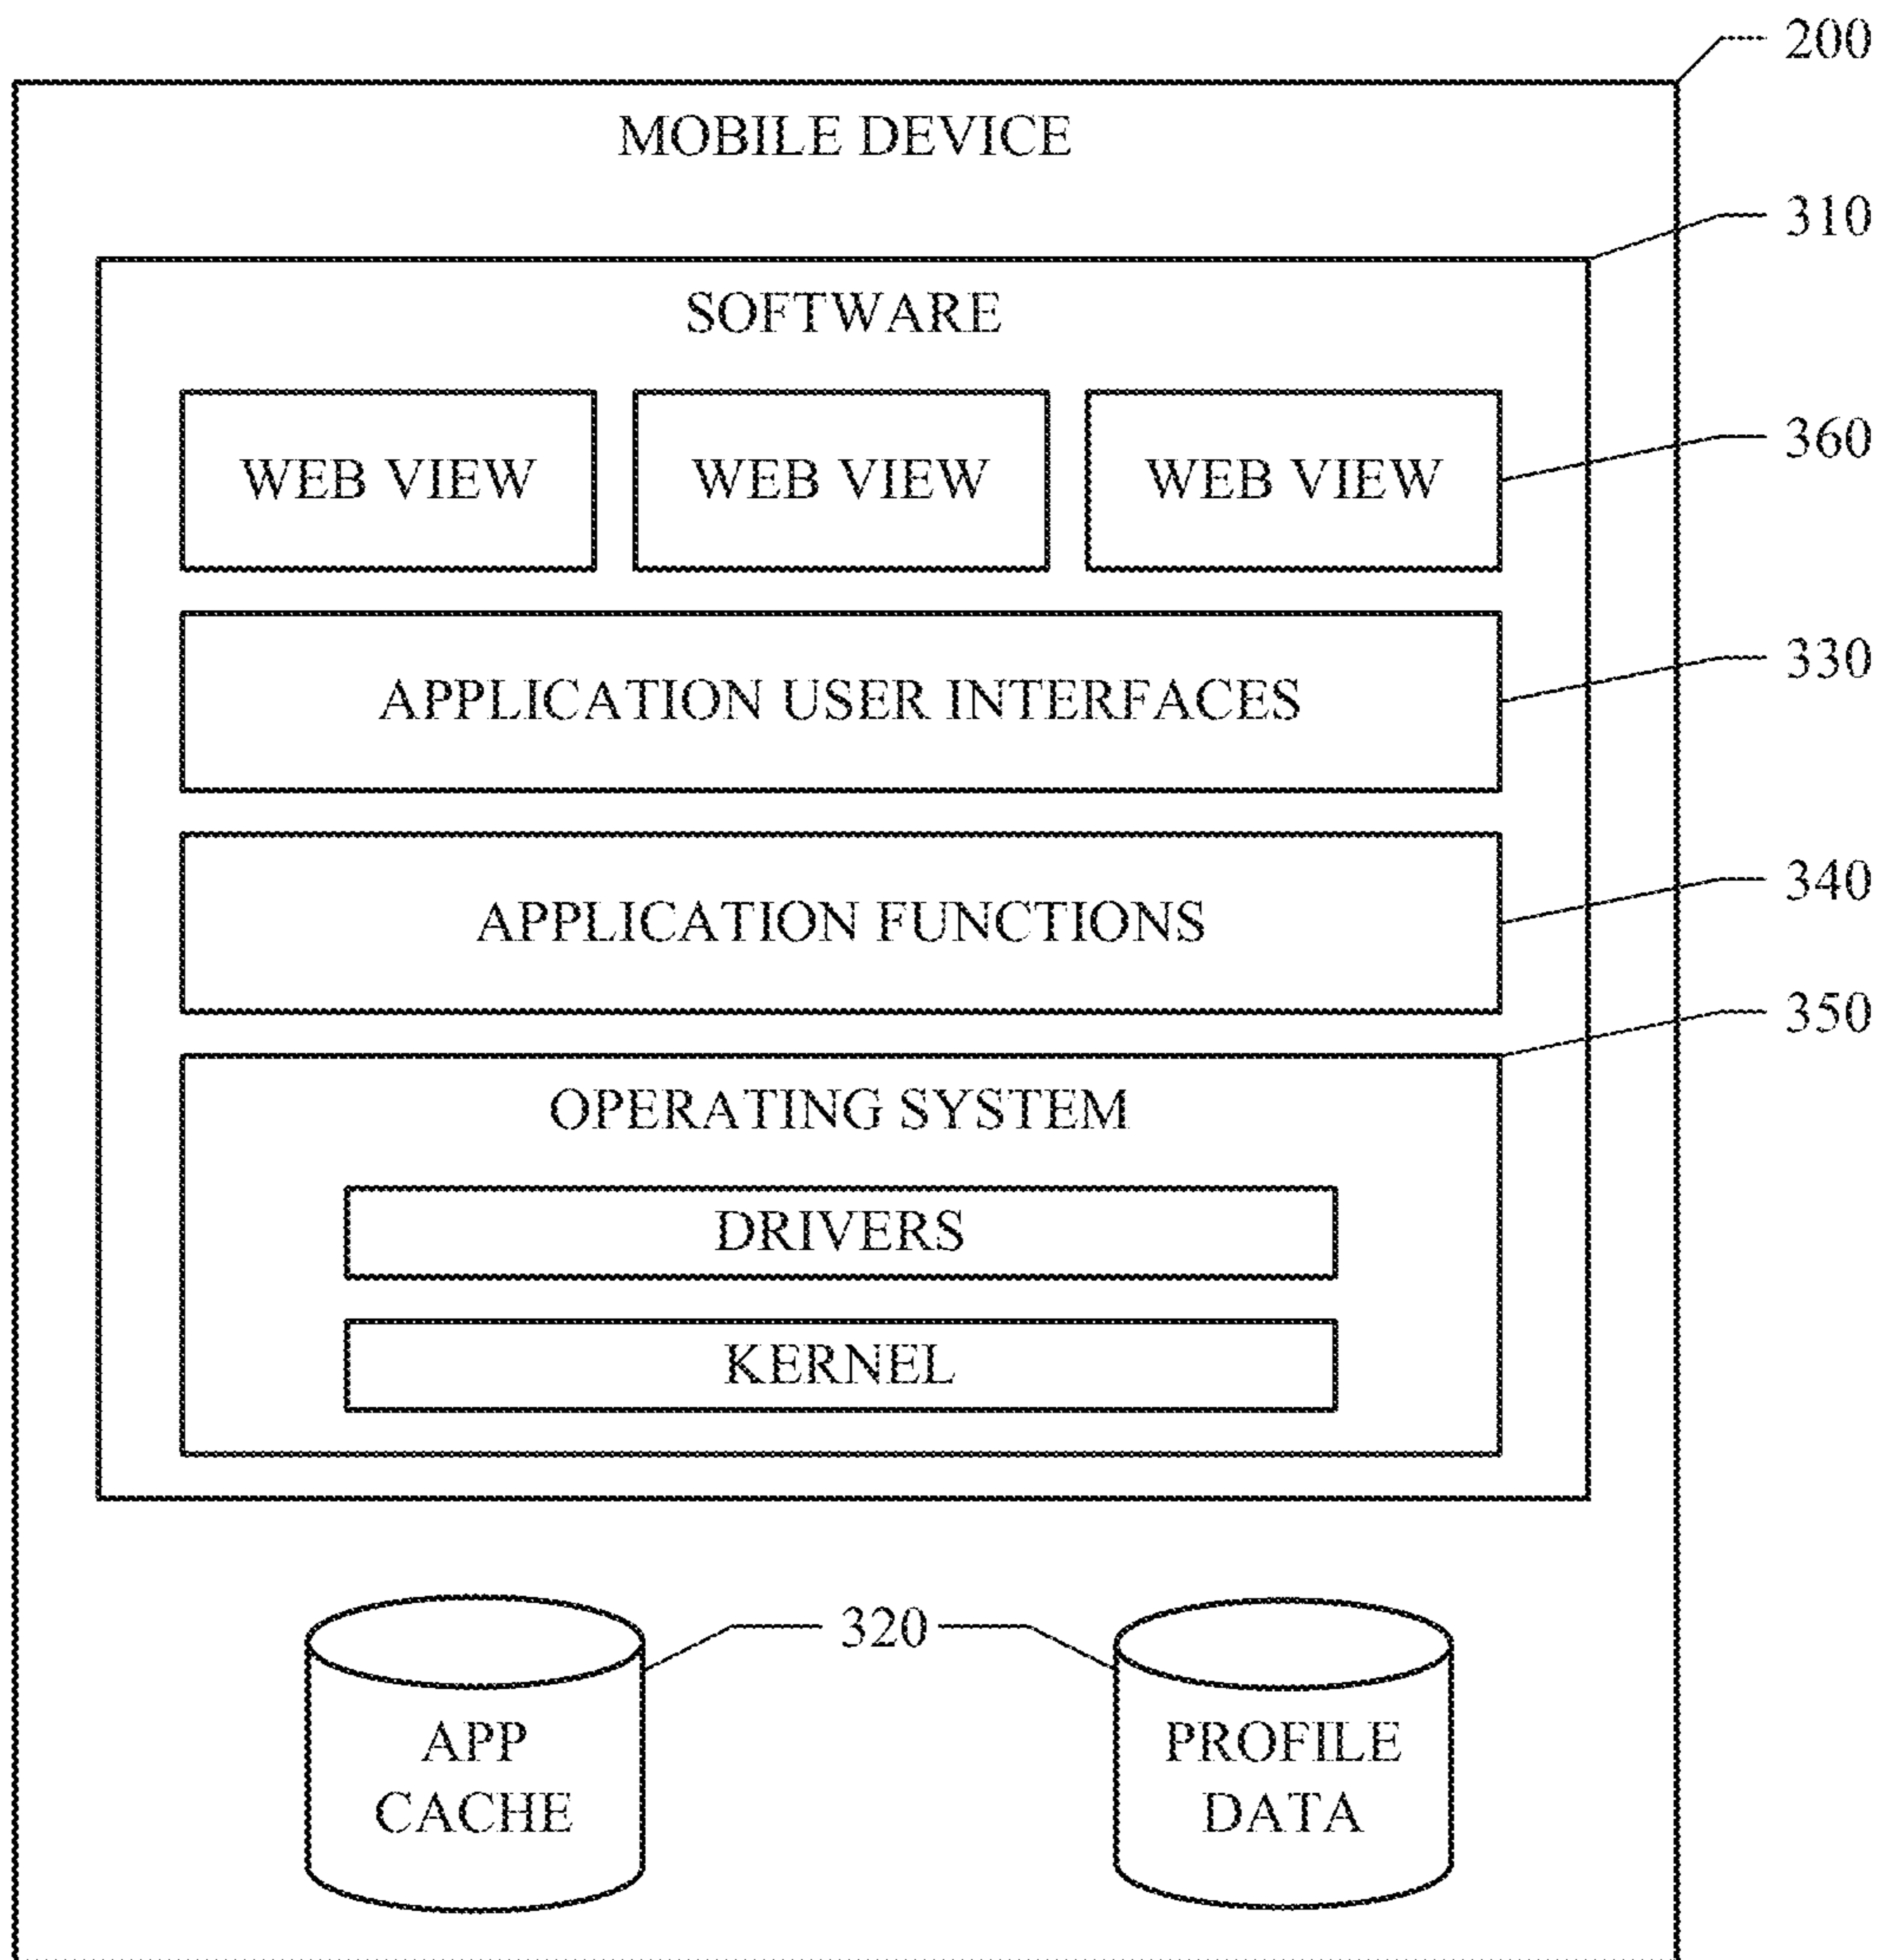 200
MOBILE DEVICE
310
SOFTWARE
360
WEB VIEW WEB VIEW WEB VIEW
330
APPLICATION USER INTERFACES
340
APPLICATION FUNCTIONS
350
OPERATING SYSTEM
DRIVERS
KERNEL
320
APP
CACHE
PROFILE
DATA